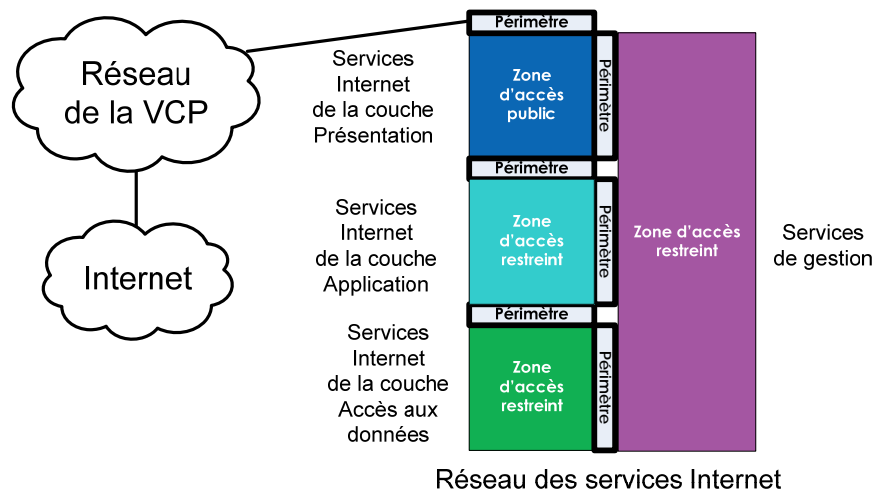 Périmètre
Réseau
de la VCP
Internet
Services
Internet
de la couche
Présentation
Zone
d'accès
public
Périmètre
Périmètre
Services
Internet
de la couche
Application
Zone
d'accès
restreint
Périmètre
Périmètre
Services
Internet
de la couche
Accès aux
données
Zone
d'accès
restreint
Périmètre
Zone d'accès
restreint
Services
de gestion
Réseau des services Internet